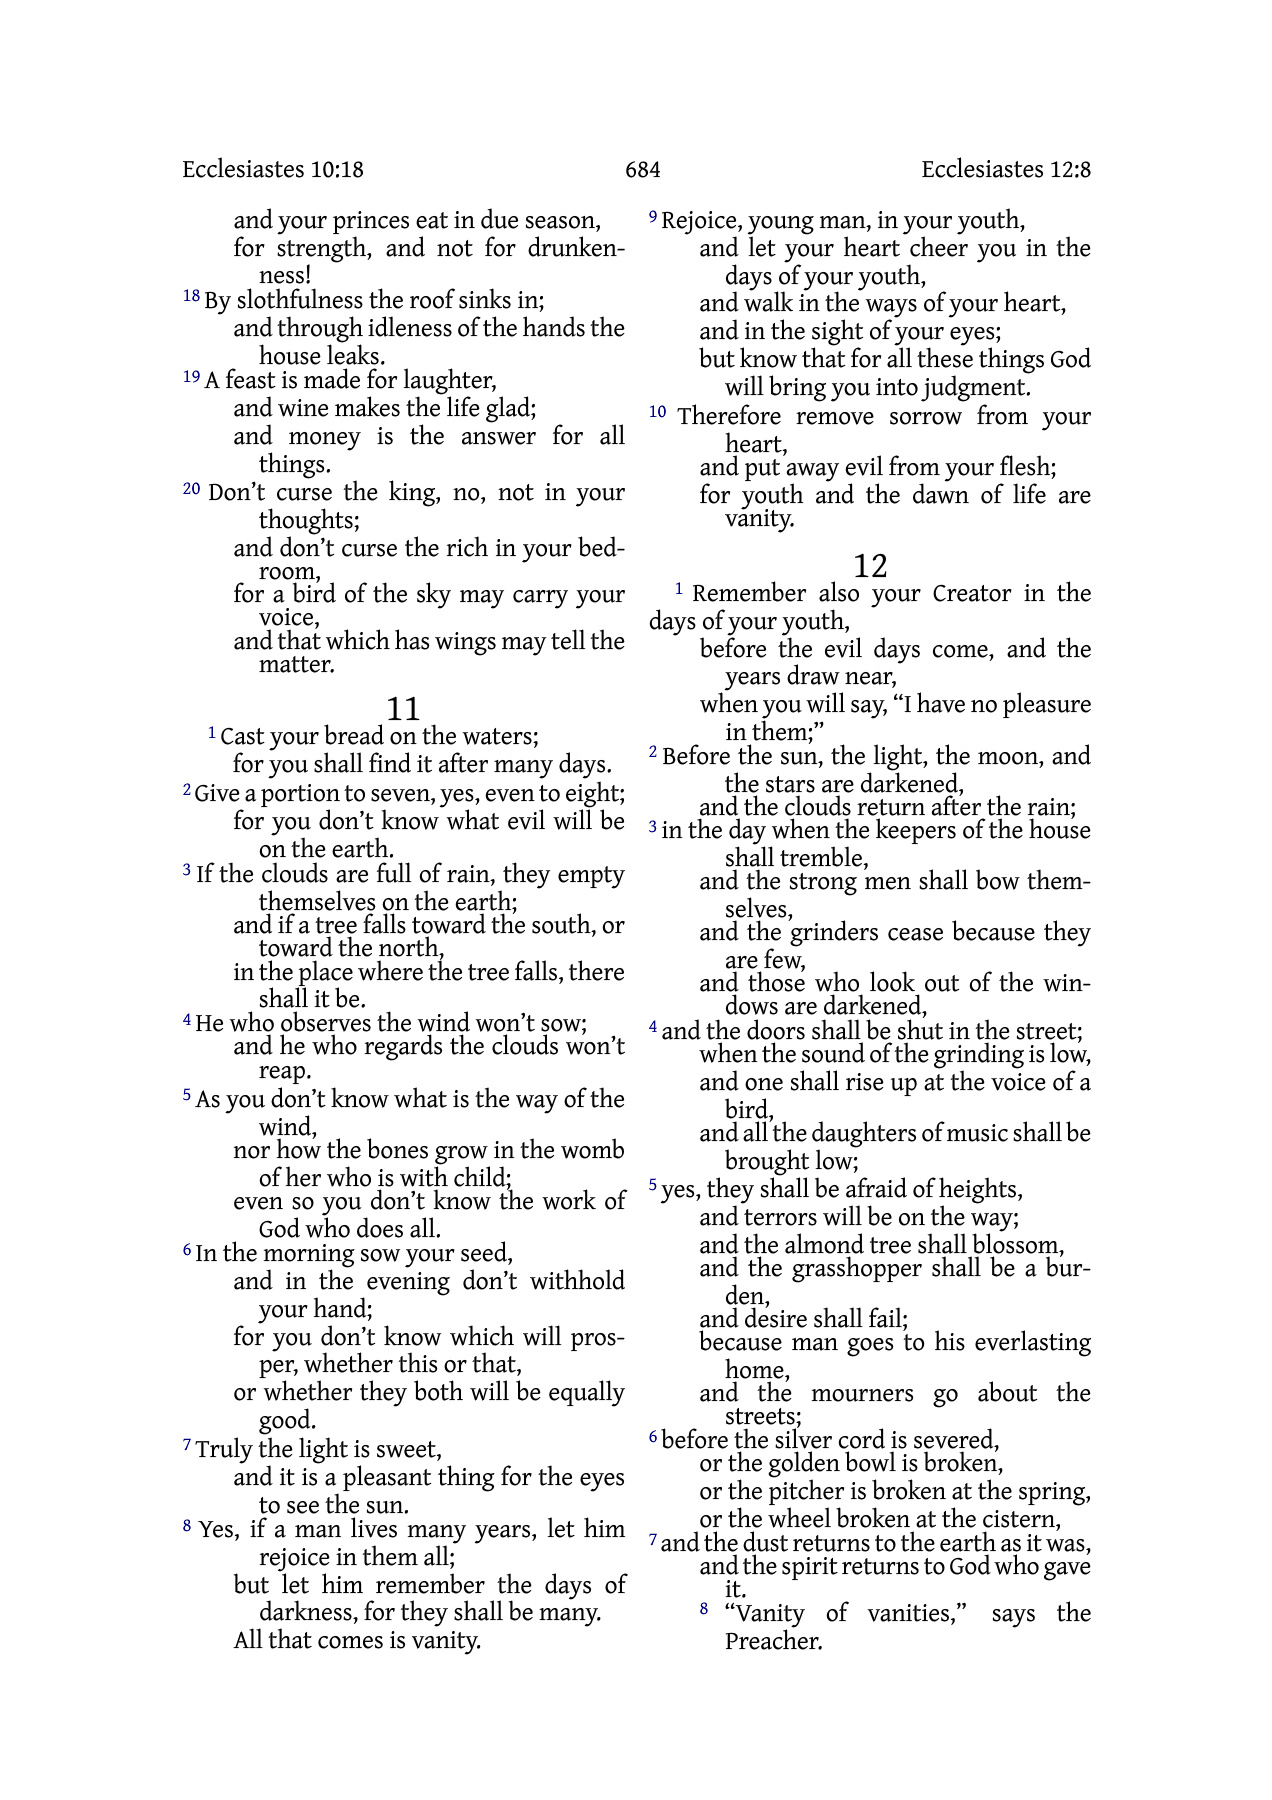 Ecclesiastes 10:18 684 Ecclesiastes 12:8
and your princes eat in due season,
for strength, and not for drunken-
ness!
18 By slothfulness the roof sinks in;
and through idleness of the hands the
house leaks.
19 A feast is made for laughter,
and wine makes the life glad;
and money is the answer for all
things.
20 Don’t curse the king, no, not in your
thoughts;
and don’t curse the rich in your bed-
room,
for a bird of the sky may carry your
voice,
and that which has wings may tell the
matter.
11
1 Cast your bread on the waters;
for you shall find it after many days.
2 Give a portion to seven, yes, even to eight;
for you don’t know what evil will be
on the earth.
3 If the clouds are full of rain, they empty
themselves on the earth;
and if a tree falls toward the south, or
toward the north,
in the place where the tree falls, there
shall it be.
4 He who observes the wind won’t sow;
and he who regards the clouds won’t
reap.
5 As you don’t know what is the way of the
wind,
nor how the bones grow in the womb
of her who is with child;
even so you don’t know the work of
God who does all.
6 In the morning sow your seed,
and in the evening don’t withhold
your hand;
for you don’t know which will pros-
per, whether this or that,
or whether they both will be equally
good.
7 Truly the light is sweet,
and it is a pleasant thing for the eyes
to see the sun.
8 Yes, if a man lives many years, let him
rejoice in them all;
but let him remember the days of
darkness, for they shall be many.
All that comes is vanity.
9 Rejoice, young man, in your youth,
and let your heart cheer you in the
days of your youth,
and walk in the ways of your heart,
and in the sight of your eyes;
but know that for all these things God
will bring you into judgment.
10 Therefore remove sorrow from your
heart,
and put away evil from your flesh;
for youth and the dawn of life are
vanity.
12
1 Remember also your Creator in the
days of your youth,
before the evil days come, and the
years draw near,
when you will say, “I have no pleasure
in them;”
2 Before the sun, the light, the moon, and
the stars are darkened,
and the clouds return after the rain;
3 in the day when the keepers of the house
shall tremble,
and the strong men shall bow them-
selves,
and the grinders cease because they
are few,
and those who look out of the win-
dows are darkened,
4 and the doors shall be shut in the street;
when the sound of the grinding is low,
and one shall rise up at the voice of a
bird,
and all the daughters of music shall be
brought low;
5 yes, they shall be afraid of heights,
and terrors will be on the way;
and the almond tree shall blossom,
and the grasshopper shall be a bur-
den,
and desire shall fail;
because man goes to his everlasting
home,
and the mourners go about the
streets;
6 before the silver cord is severed,
or the golden bowl is broken,
or the pitcher is broken at the spring,
or the wheel broken at the cistern,
7 and the dust returns to the earth as it was,
and the spirit returns to God who gave
it.
8 “Vanity of vanities,” says the
Preacher.